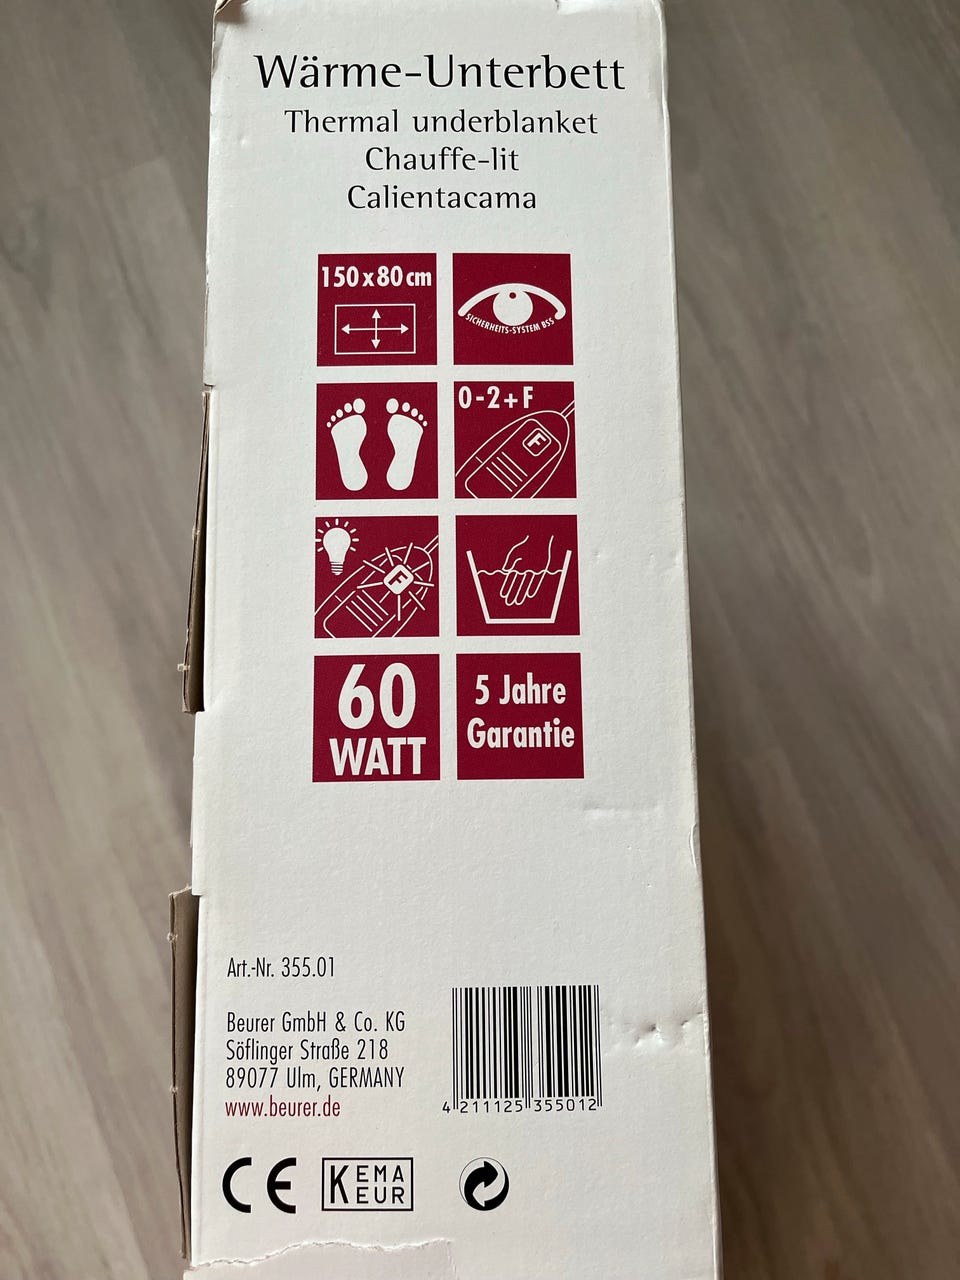 Wärme-Unterbett
Thermal underblanket
Chauffe-lit
Calientacama
150x80cm
SICHERHEITS-SYSTEM BSS
0-2+F
F
F
60
WATT
5 Jahre
Garantie
Art.-Nr. 355.01
Beurer GmbH & Co. KG
Söflinger Straße 218
89077 Ulm, GERMANY
www.beurer.de
4 211125 355012
CE
KEMA
KEUR